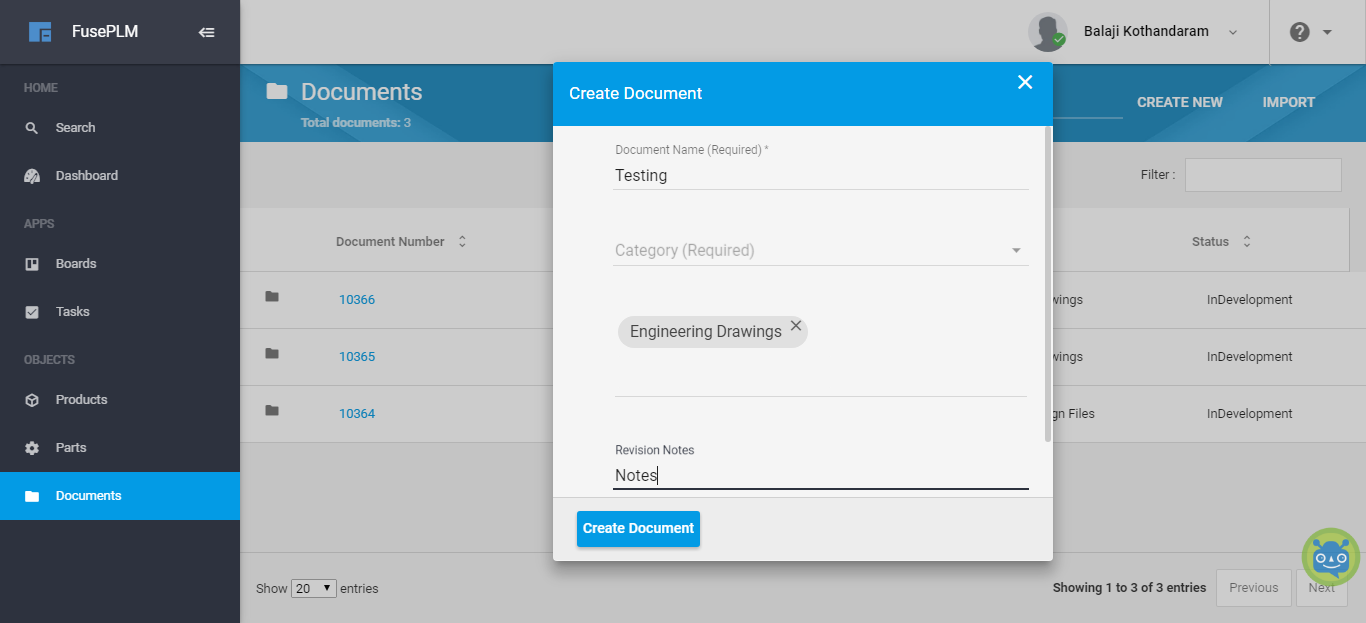 FusePLM
Balaji Kothandaram
HOME
Search
Dashboard
APPS
Boards
Tasks
OBJECTS
Products
Parts
Documents
Documents
Total documents: 3
CREATE NEW
IMPORT
Filter :
Document Number
Status
10366
wings
InDevelopment
10365
wings
InDevelopment
10364
gn Files
InDevelopment
Create Document
Document Name (Required) *
Testing
Category (Required)
Engineering Drawings
Revision Notes
Notes
Create Document
Show 20 entries
Showing 1 to 3 of 3 entries
Previous
Next